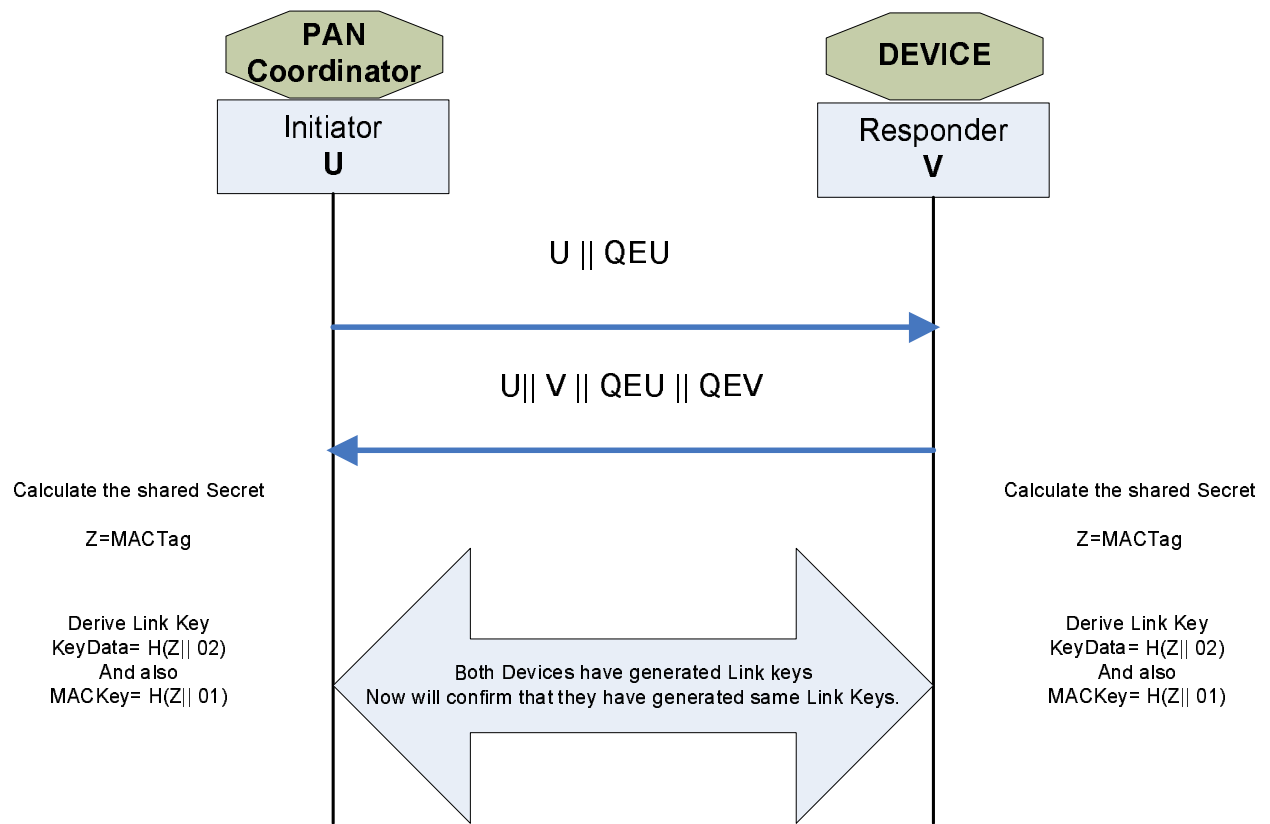 PAN
Coordinator
DEVICE
Initiator
U
Responder
V
U || QEU
U|| V || QEU || QEV
Calculate the shared Secret
Z=MACTag
Derive Link Key
KeyData= H(Z|| 02)
And also
MACKey= H(Z|| 01)
Both Devices have generated Link keys
Now will confirm that they have generated same Link Keys.
Calculate the shared Secret
Z=MACTag
Derive Link Key
KeyData= H(Z|| 02)
And also
MACKey= H(Z|| 01)